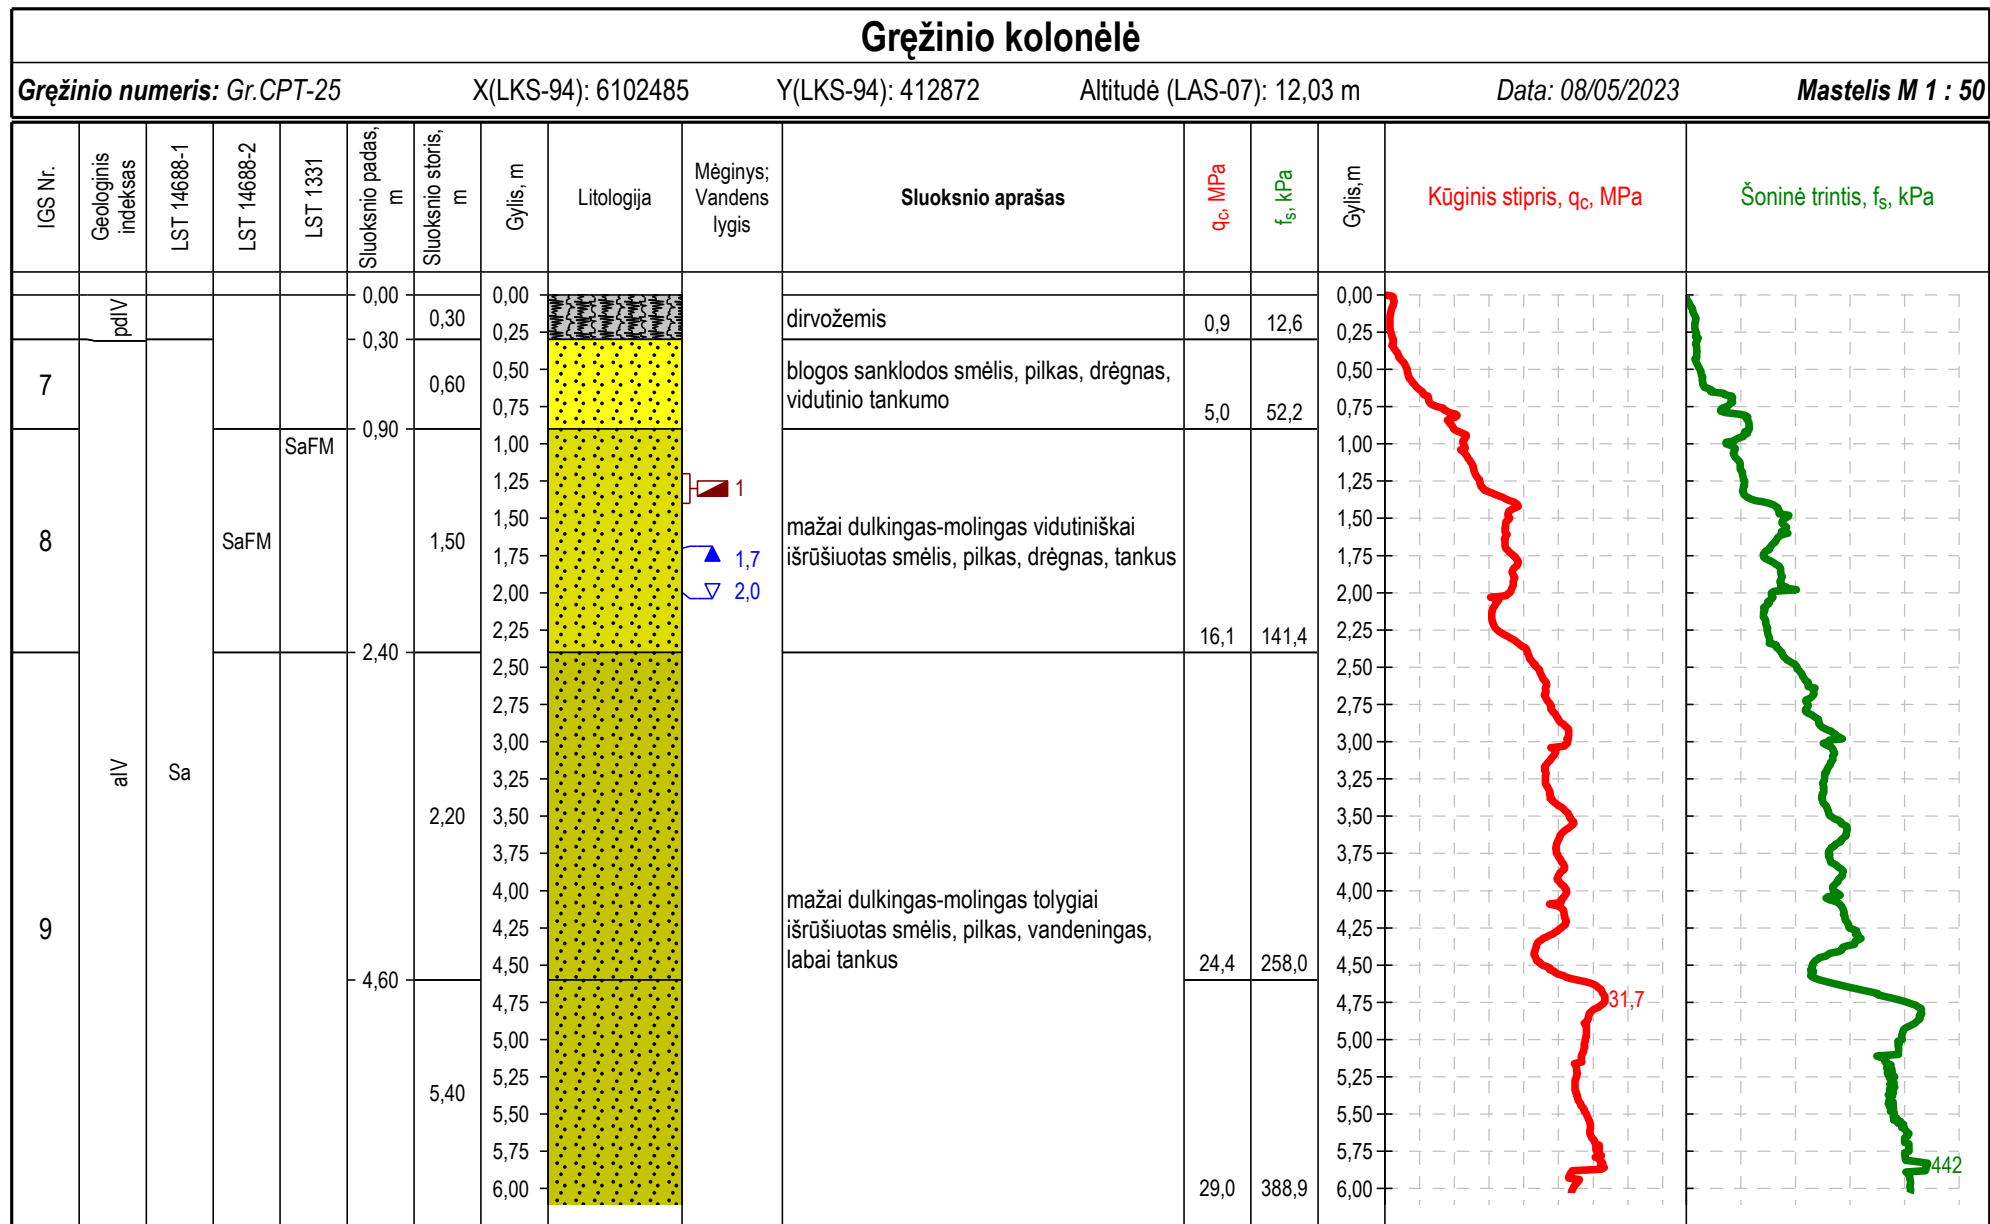 Gręžinio kolonėlė
Gręžinio numeris: Gr.CPT-25 X(LKS-94): 6102485 Y(LKS-94): 412872 Altitudė (LAS-07): 12,03 m Data: 08/05/2023 Mastelis M 1 : 50
IGS Nr.
Geologinis indeksas
LST 14688-1
LST 14688-2
LST 1331
Sluoksnio padas, m
Sluoksnio storis, m
Gylis, m
Litologija
Mėginys;
Vandens
lygis
Sluoksnio aprašas
qc, MPa
fs, kPa
Gylis,m
Kūginis stipris, qc, MPa
Šoninė trintis, fs, kPa
pdIV
0,00
0,30
0,30
dirvožemis
0,9 12,6
7
0,60
blogos sanklodos smėlis, pilkas, drėgnas,
vidutinio tankumo
5,0 52,2
0,90
SaFM
8
SaFM
1,50
1
1,7
2,0
mažai dulkingas-molingas vidutiniškai
išrūšiuotas smėlis, pilkas, drėgnas, tankus
16,1 141,4
2,40
aIV
Sa
2,20
9
mažai dulkingas-molingas tolygiai
išrūšiuotas smėlis, pilkas, vandeningas,
labai tankus
24,4 258,0
4,60
5,40
29,0 388,9
0,00
0,25
0,50
0,75
1,00
1,25
1,50
1,75
2,00
2,25
2,50
2,75
3,00
3,25
3,50
3,75
4,00
4,25
4,50
4,75
5,00
5,25
5,50
5,75
6,00
0,00
0,25
0,50
0,75
1,00
1,25
1,50
1,75
2,00
2,25
2,50
2,75
3,00
3,25
3,50
3,75
4,00
4,25
4,50
4,75
5,00
5,25
5,50
5,75
6,00
31,7
442